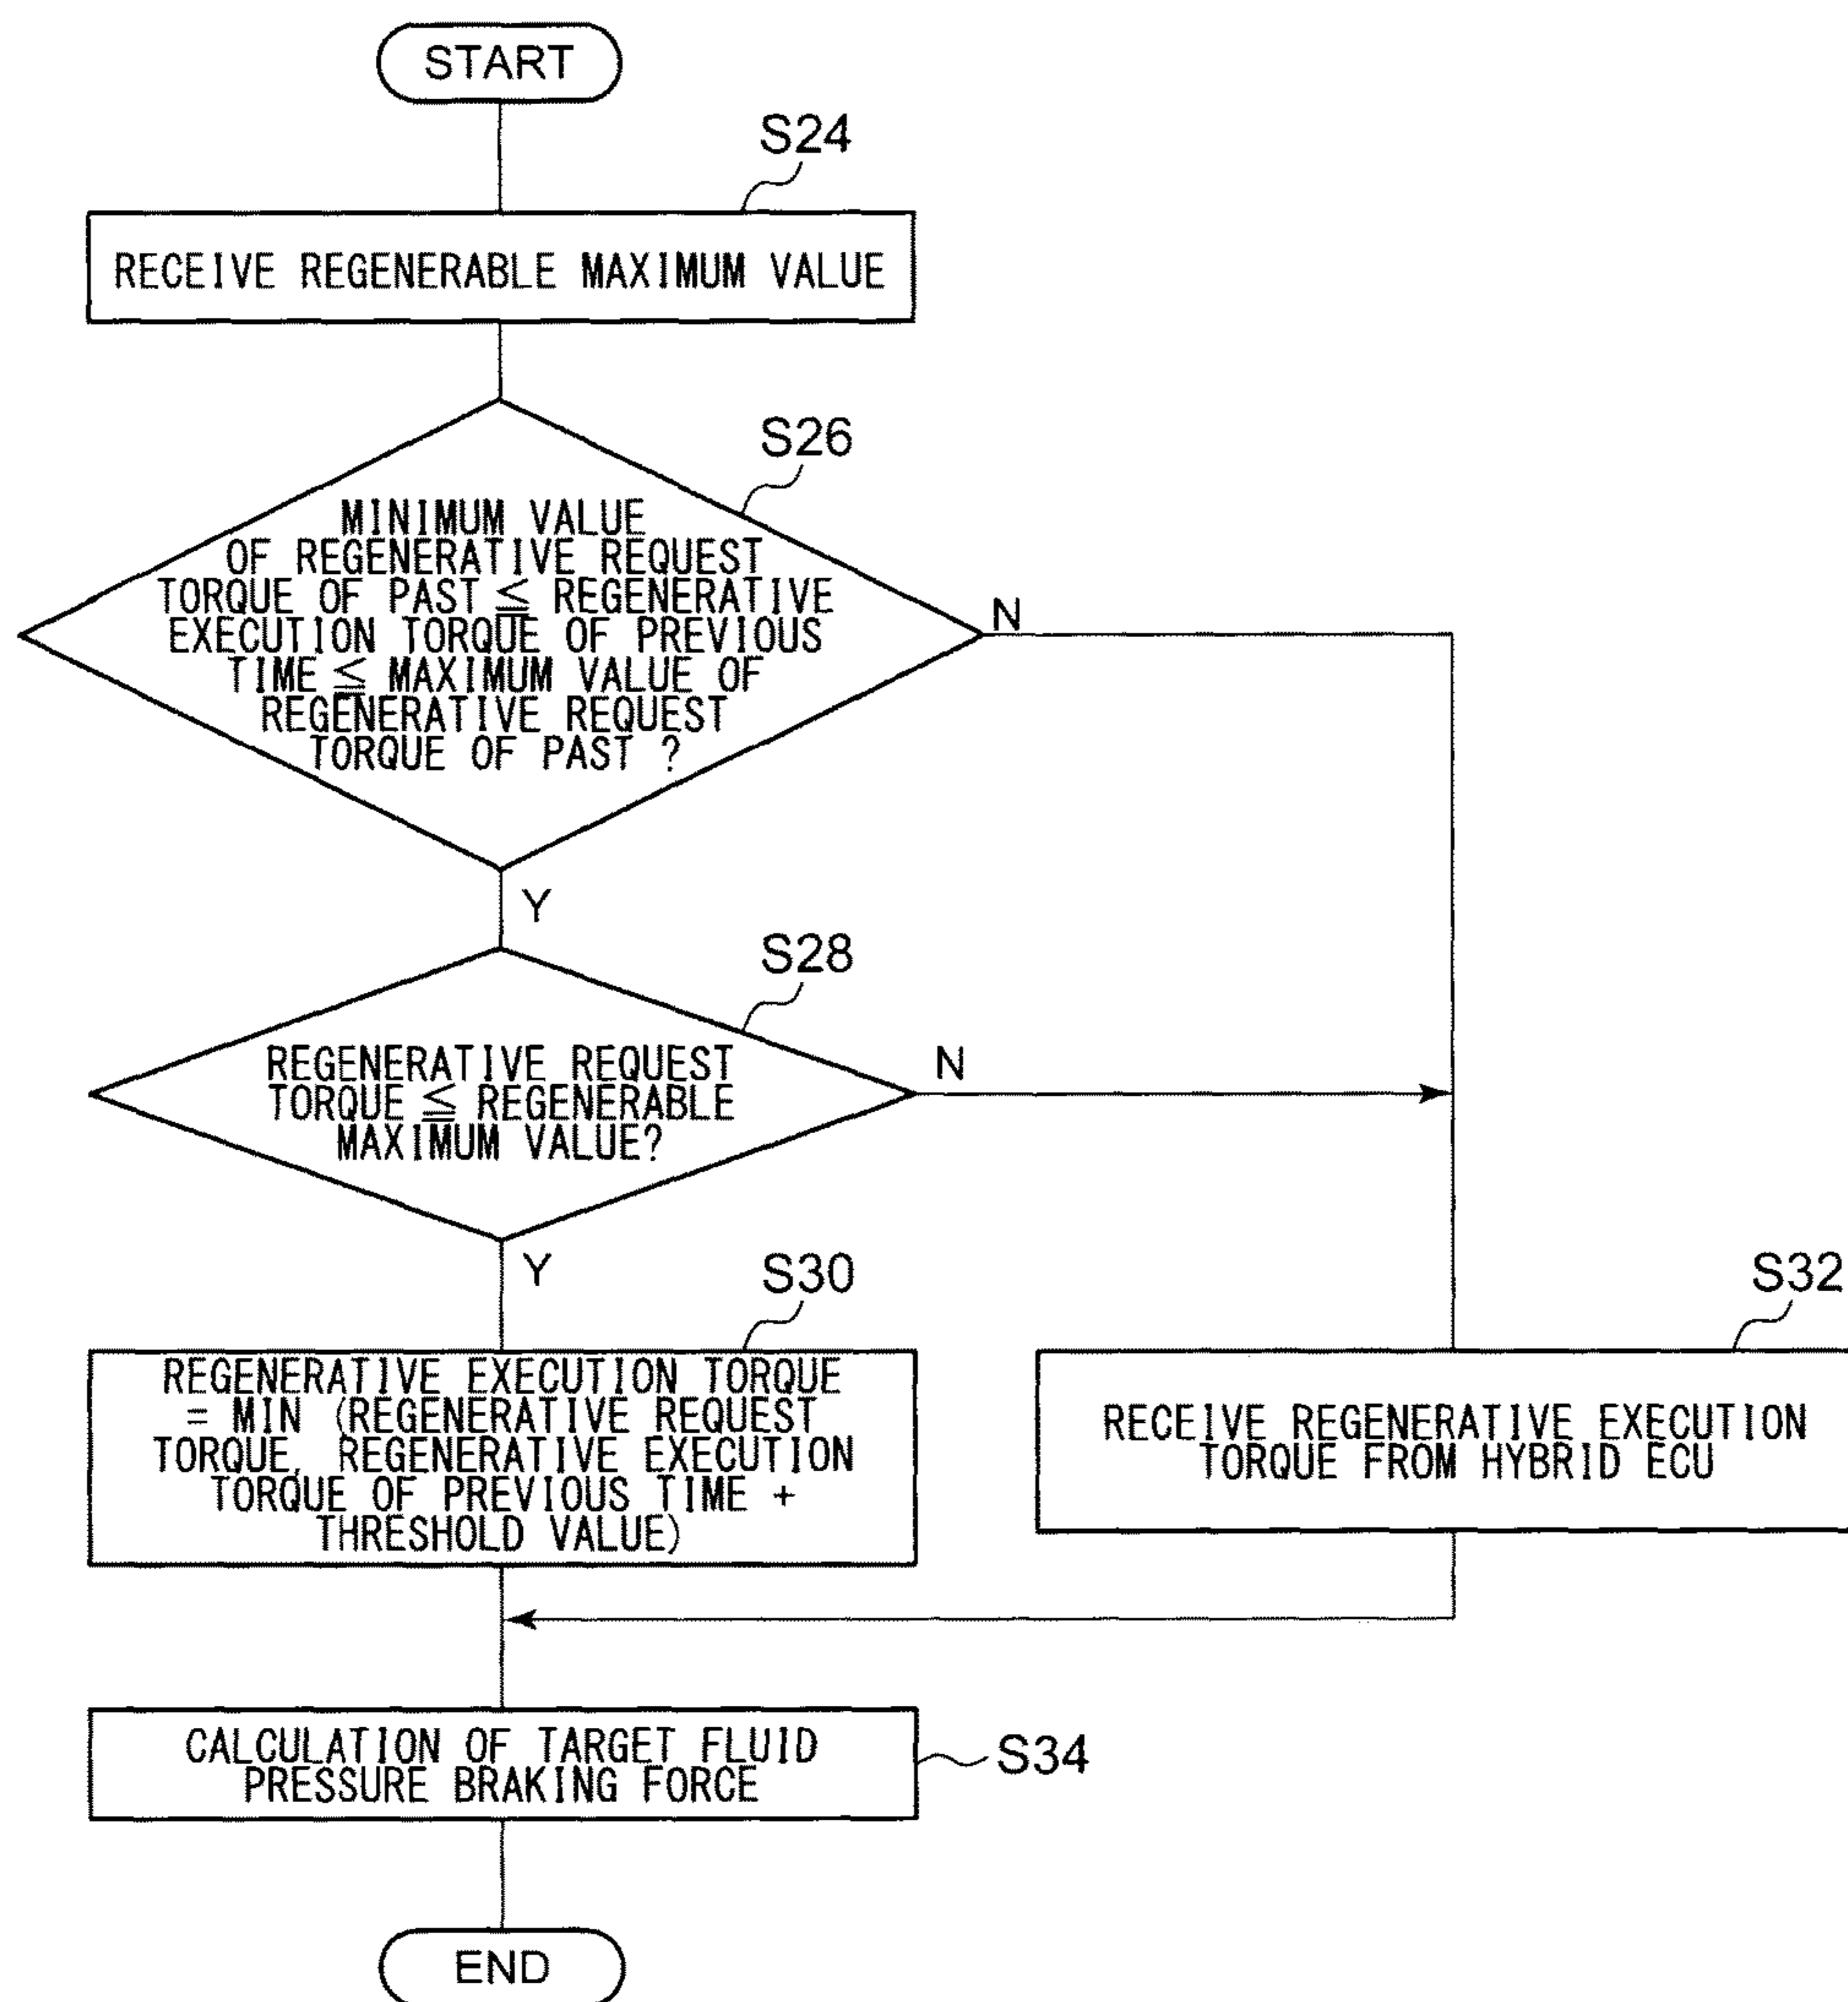 START
S24
RECEIVE REGENERABLE MAXIMUM VALUE
S26
MINIMUM VALUE
OF REGENERATIVE REQUEST
TORQUE OF PAST ≦ REGENERATIVE
EXECUTION TORQUE OF PREVIOUS
TIME ≦ MAXIMUM VALUE OF
REGENERATIVE REQUEST
TORQUE OF PAST ?
N
Y
S28
REGENERATIVE REQUEST
TORQUE ≦ REGENERABLE
MAXIMUM VALUE?
N
Y
S30
REGENERATIVE EXECUTION TORQUE
= MIN (REGENERATIVE REQUEST
TORQUE, REGENERATIVE EXECUTION
TORQUE OF PREVIOUS TIME +
THRESHOLD VALUE)
S32
RECEIVE REGENERATIVE EXECUTION
TORQUE FROM HYBRID ECU
CALCULATION OF TARGET FLUID
PRESSURE BRAKING FORCE
S34
END